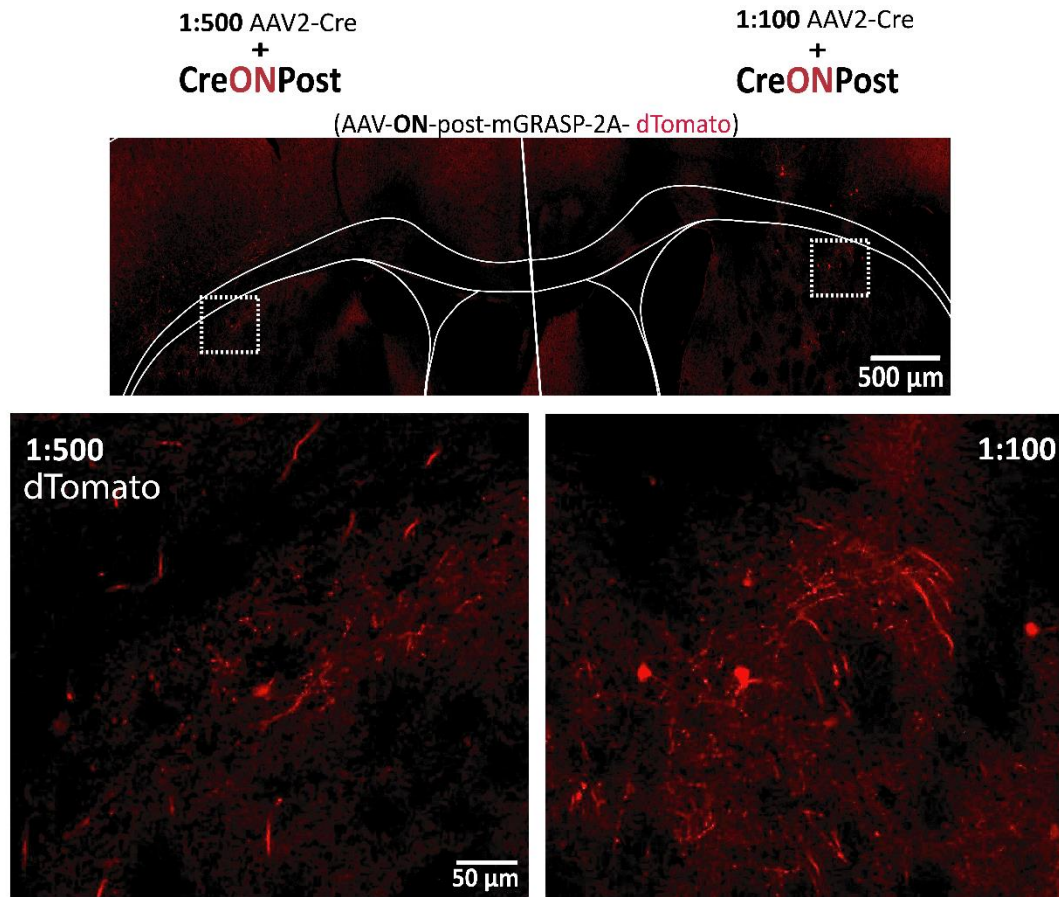 1:500 AAV2-Cre
+
CreONPost
1:100 AAV2-Cre
+
CreONPost
(AAV-ON-post-mGRASP-2A- dTomato)
500 µm
1:500
dTomato
50 µm
1:100